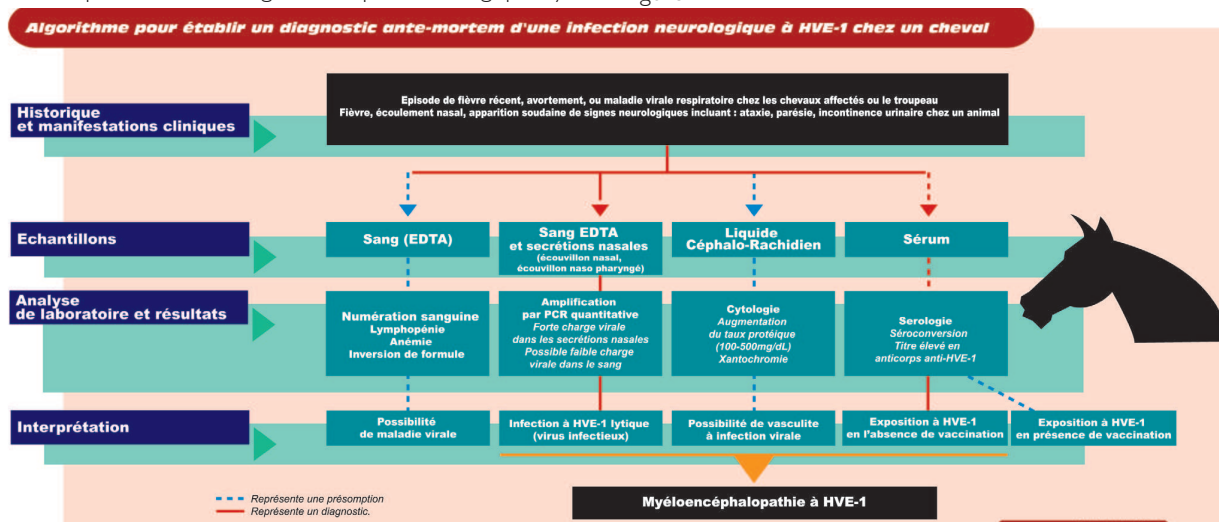 Algorithme pour établir un diagnostic ante-mortem d'une infection neurologique à HVE-1 chez un cheval
Historique
et manifestations cliniques
Episode de fièvre récent, avortement, ou maladie virale respiratoire chez les chevaux affectés ou le troupeau
Fièvre, écoulement nasal, apparition soudaine de signes neurologiques incluant : ataxie, parésie, incontinence urinaire chez un animal
Echantillons
Sang (EDTA)
Sang EDTA
et secrétions nasales
(écouvillon nasal,
écouvillon naso pharyngé)
Liquide
Céphalo-Rachidien
Sérum
Analyse
de laboratoire et résultats
Numération sanguine
Lymphopénie
Anémie
Inversion de formule
Amplification
par PCR quantitative
Forte charge virale
dans les secrétions nasales
Possible faible charge
virale dans le sang
Cytologie
Augmentation
du taux protéique
(100-500mg/dL)
Xantochromie
Serologie
Séroconversion
Titre élevé en
anticorps anti-HVE-1
Interprétation
Possibilité
de maladie virale
Infection à HVE-1 lytique
(virus infectieux)
Possibilité de vasculite
à infection virale
Exposition à HVE-1
en l'absence de vaccination
Exposition à HVE-1
en présence de vaccination
Représente une présomption
Représente un diagnostic.
Myéloencéphalopathie à HVE-1